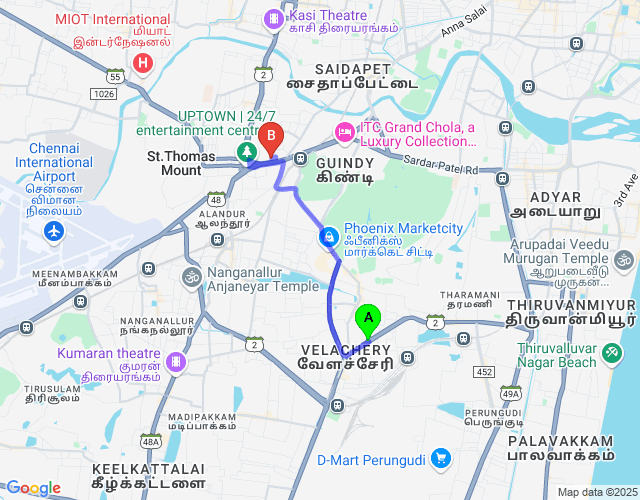 MIOT International
மியாட்
இன்டர்நேஷனல்
Kasi Theatre
காசி திரையரங்கம்
Anna Salai
2
55
1026
SAIDAPET
சைதாப்பேட்டை
UPTOWN | 24/7
entertainment cent
B
ITC Grand Chola, a
Luxury Collection...
Chennai
International
Airport
சென்னை
விமான
நிலையம்
St.Thomas
Mount
GUINDY
கிண்டி
Sardar Patel Rd
3rd Ave
48
ADYAR
அடையாறு
ALANDUR
ஆலந்தூர்
Phoenix Marketcity
ஃபீனிக்ஸ்
மார்க்கெட் சிட்டி
Arupadai Veedu
Murugan Temple
ஆறுபடைவீடு
முருகன்...
MEENAMBAKKAM
மீனம்பாக்கம்
Nanganallur
Anjaneyar Temple
THARAMANI
தரமணி
THIRUVANMIYUR
திருவான்மியூர்
NANGANALLUR
நங்கநல்லூர்
A
2
Kumaran theatre
குமரன்
திரையரங்கம்
2
VELACHERY
வேளச்சேரி
Thiruvalluvar
Nagar Beach
452
TIRUSULAM
திரிசூலம்
49A
MADIPAKKAM
மடிப்பாக்கம்
PERUNGUDI
பெருங்குடி
48A
PALAVAKKAM
பாலவாக்கம்
D-Mart Perungudi
KEELKATTALAI
கீழ்கட்டளை
Google
Map data ©2025